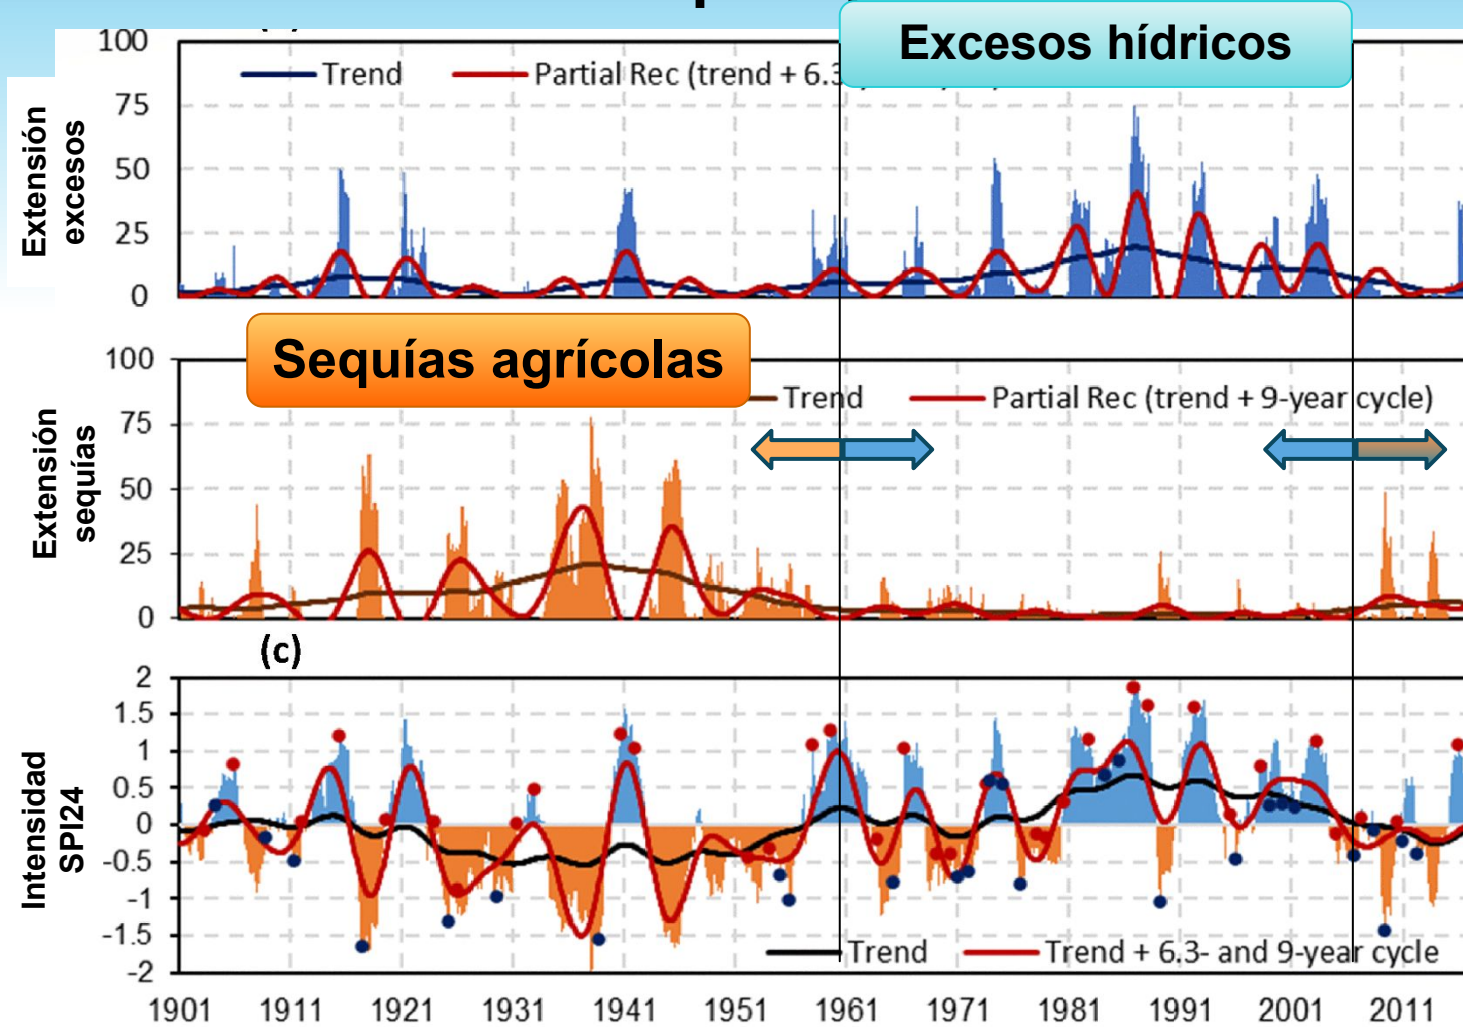 Excesos hídricos
100
75
50
25
0
Extensión
excesos
Trend
Partial Rec (trend + 6.3
Sequías agrícolas
100
75
50
25
0
Extensión
sequías
Trend
Partial Rec (trend + 9-year cycle)
(c)
2
1.5
1
0.5
0
-0.5
-1
-1.5
-2
Intensidad
SPI24
Trend
Trend + 6.3- and 9-year cycle
1901 1911 1921 1931 1941 1951 1961 1971 1981 1991 2001 2011